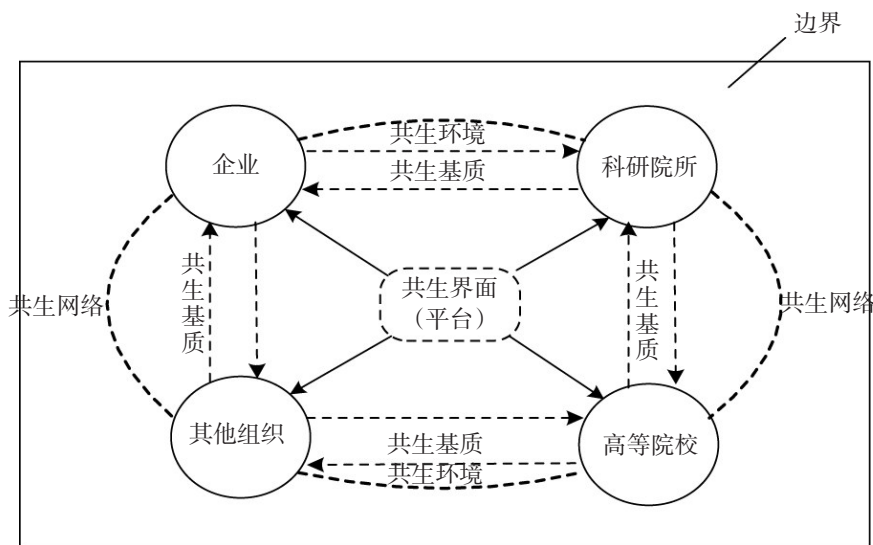 边界
共生环境
企业
科研院所
共生基质
共生基质
共生界面
（平台）
共生基质
共生网络
共生网络
其他组织
共生基质
高等院校
共生环境